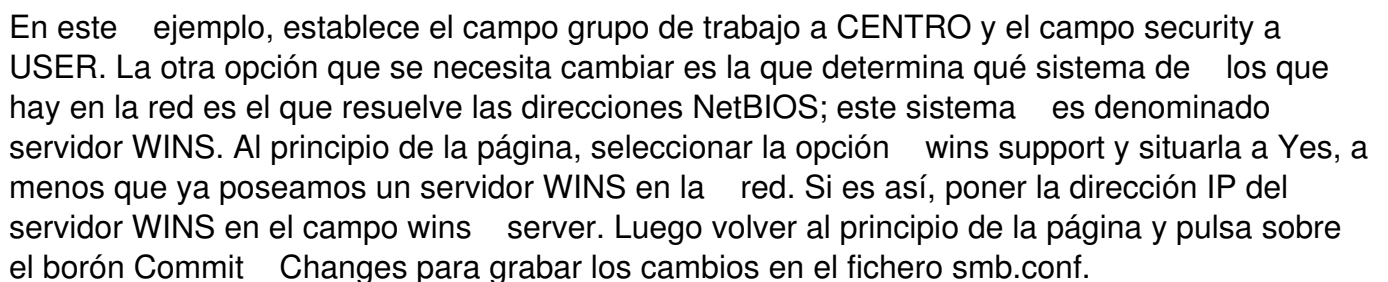 En este ejemplo, establece el campo grupo de trabajo a CENTRO y el campo security a
USER. La otra opción que se necesita cambiar es la que determina qué sistema de los que
hay en la red es el que resuelve las direcciones NetBIOS; este sistema es denominado
servidor WINS. Al principio de la página, seleccionar la opción wins support y situarla a Yes, a
menos que ya poseamos un servidor WINS en la red. Si es así, poner la dirección IP del
servidor WINS en el campo wins server. Luego volver al principio de la página y pulsa sobre
el borón Commit Changes para grabar los cambios en el fichero smb.conf.